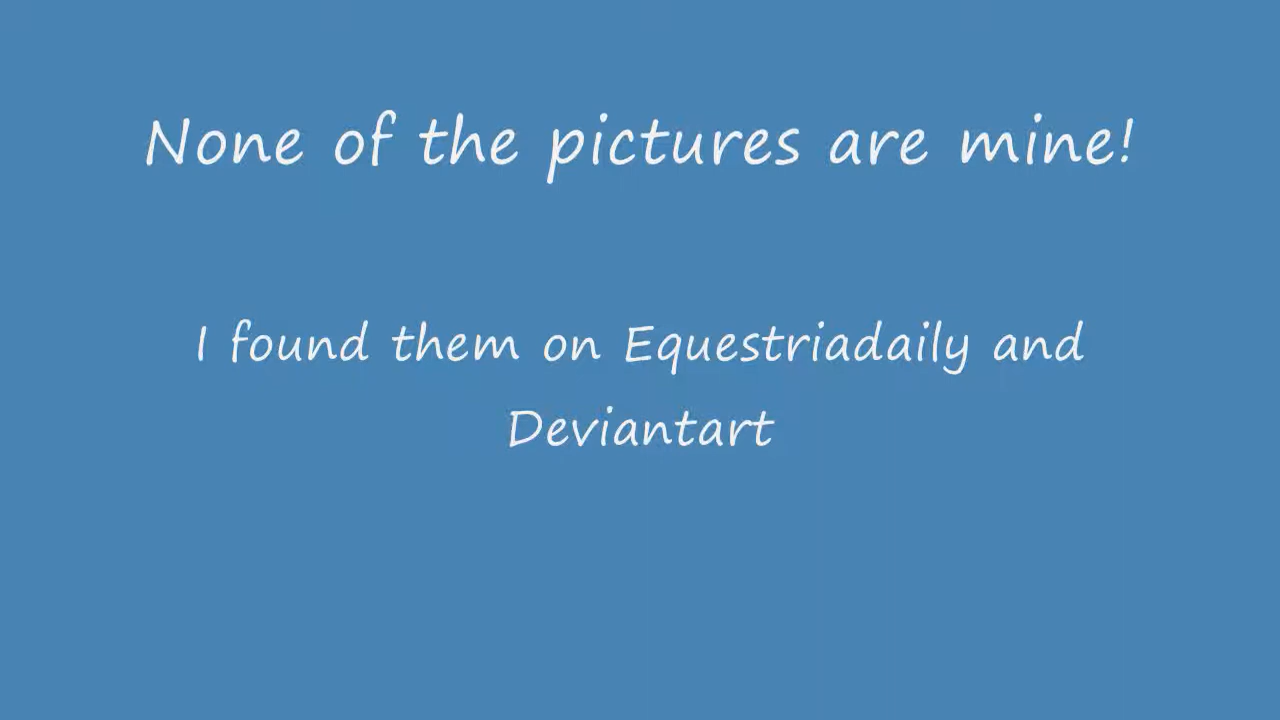 None of the pictures are mine!
I found them on Equestriadaily and
Deviantart